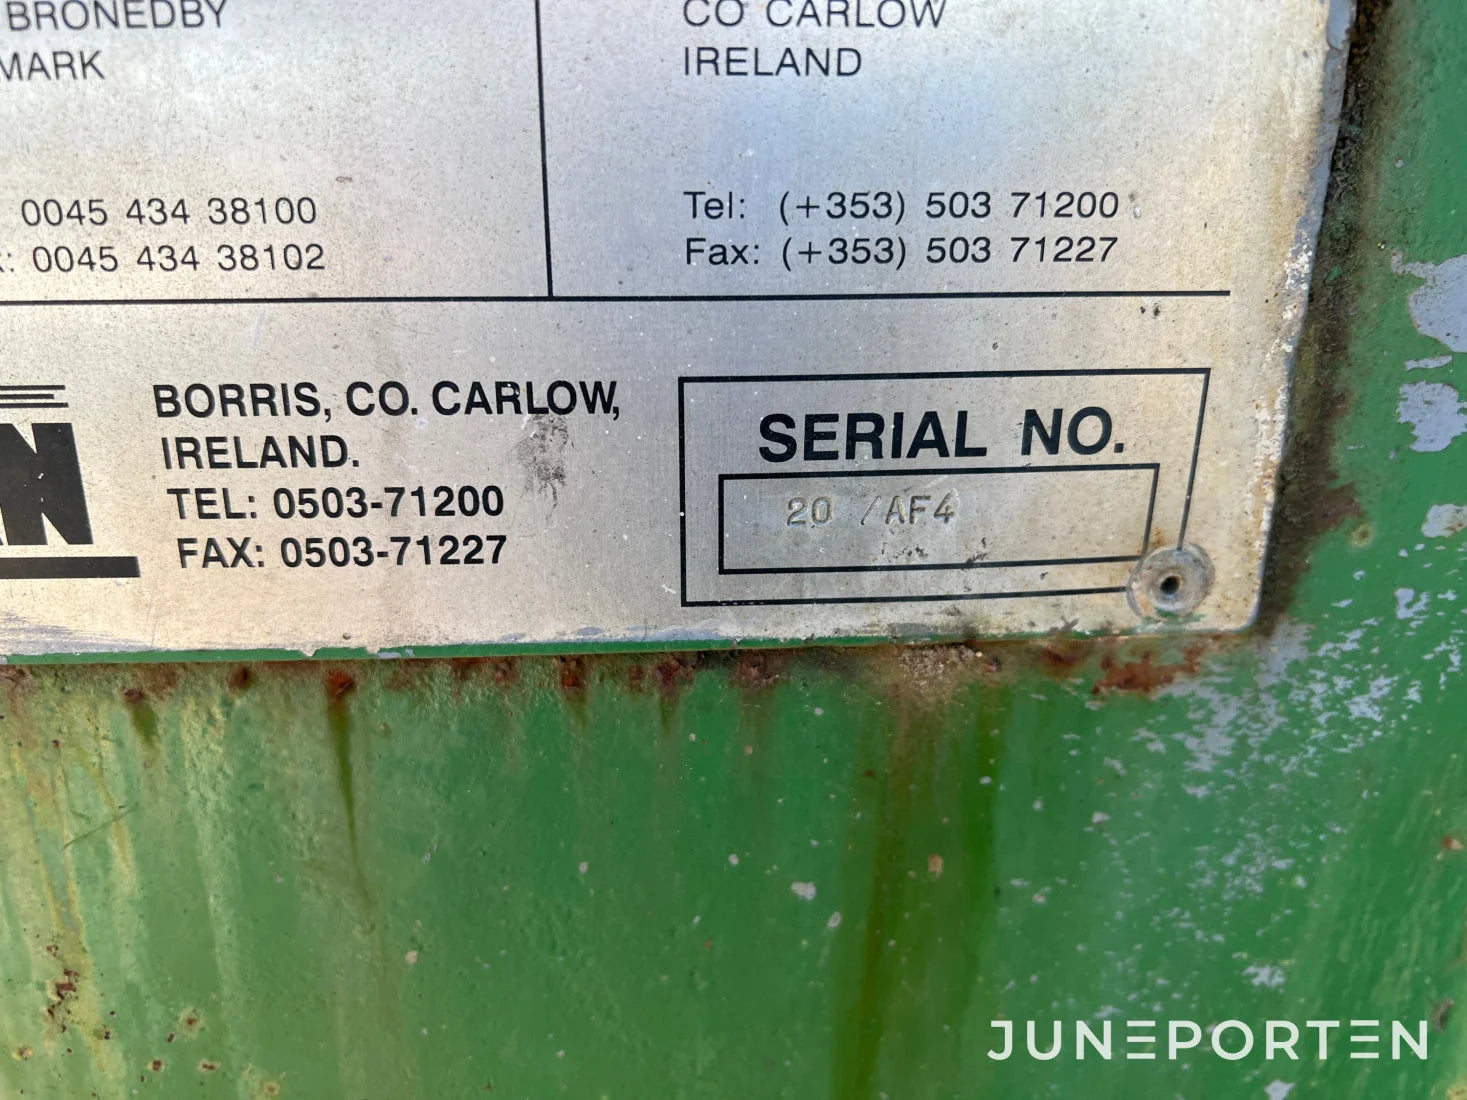 BRONEDBY
MARK
0045 434 38100
: 0045 434 38102
CO CARLOW
IRELAND
Tel: (+353) 503 71200
Fax: (+353) 503 71227
BORRIS, CO. CARLOW,
IRELAND.
TEL: 0503-71200
FAX: 0503-71227
SERIAL NO.
20 /AF4
JUNEPORTEN